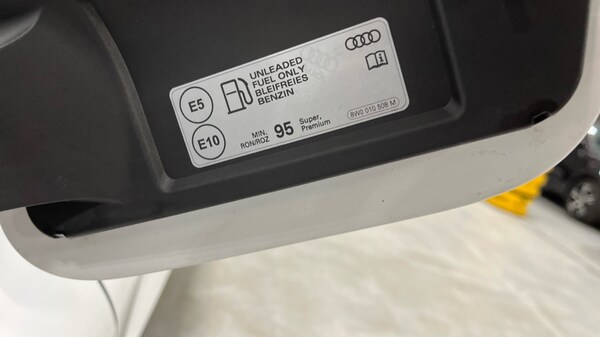 E5
E10
UNLEADED
FUEL ONLY
BLEIFREIES
BENZIN
MIN.
RON/ROZ
95
Super,
Premium
8W0 010 508 M